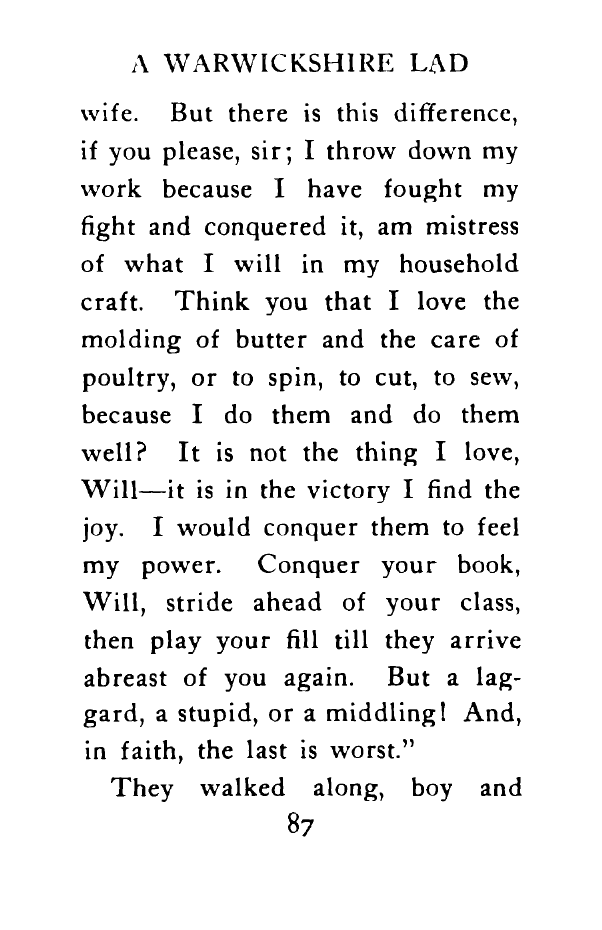 A WARWICKSHIRE LAD
wife. But there is this difference,
if you please, sir; I throw down my
work because I have fought my
fight and conquered it, am mistress
of what I will in my household
craft. Think you that I love the
molding of butter and the care of
poultry, or to spin, to cut, to sew,
because I do them and do them
well? It is not the thing I love,
Will—it is in the victory I find the
joy. I would conquer them to feel
my power. Conquer your book,
Will, stride ahead of your class,
then play your fill till they arrive
abreast of you again. But a lag-
gard, a stupid, or a middling! And,
in faith, the last is worst.”
They walked along, boy and
87